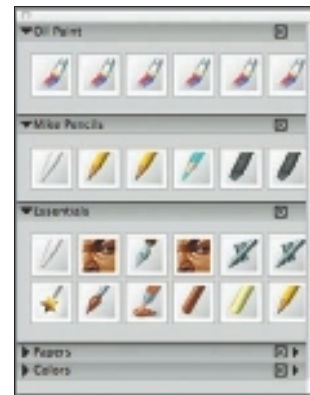 Oil Paint
Mike Pencils
Essentials
Papers
Colors